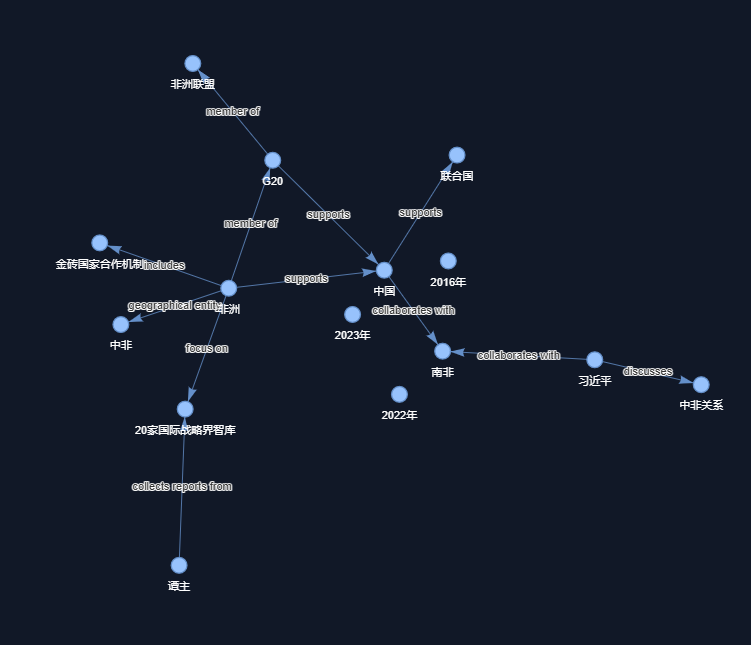 非洲联盟
member of
联合国
G20
supports
supports
member of
金砖国家合作机制
includes
supports
2016年
中国
geographical entity
非洲
collaborates with
2023年
中非
focus on
collaborates with
南非
discusses
习近平
中非关系
2022年
20家国际战略界智库
collects reports from
谭主